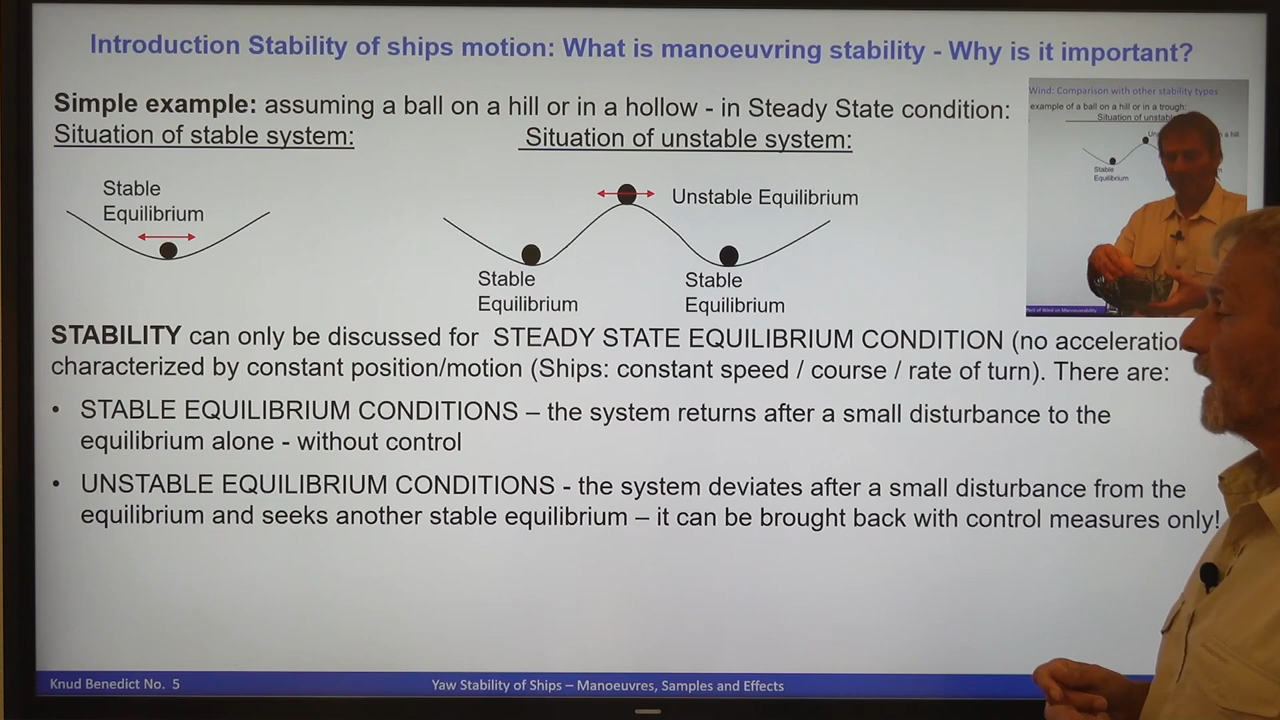 Introduction Stability of ships motion: What is manoeuvring stability - Why is it important?
Simple example: assuming a ball on a hill or in a hollow - in Steady State condition:
Situation of stable system:
Situation of unstable system:
Stable
Equilibrium
Unstable Equilibrium
Stable
Equilibrium
Stable
Equilibrium
Wind: Comparison with other stability types
example of a ball on a hill or in a trough:
Situation of unstabl
Stable
Equilibrium
a hill
STABILITY can only be discussed for STEADY STATE EQUILIBRIUM CONDITION (no acceleratio
characterized by constant position/motion (Ships: constant speed / course / rate of turn). There are:
• STABLE EQUILIBRIUM CONDITIONS – the system returns after a small disturbance to the
equilibrium alone - without control
• UNSTABLE EQUILIBRIUM CONDITIONS - the system deviates after a small disturbance from the
equilibrium and seeks another stable equilibrium – it can be brought back with control measures only!
Knud Benedict No. 5
Yaw Stability of Ships – Manoeuvres, Samples and Effects